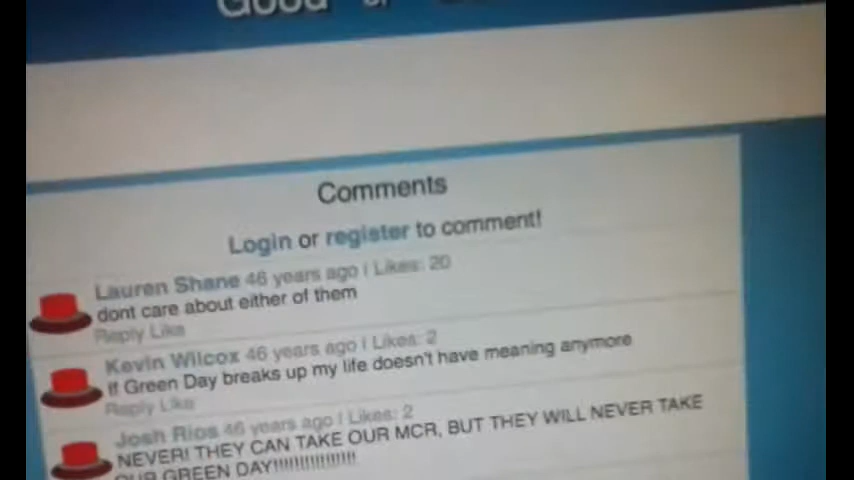 Good or
Comments
Login or register to comment!
Lauren Shane 46 years ago | Likes: 20
dont care about either of them
Reply Like
Kevin Wilcox 46 years ago | Likes: 2
If Green Day breaks up my life doesn't have meaning anymore
Reply Like
Josh Rios 46 years ago | Likes: 2
NEVER! THEY CAN TAKE OUR MCR, BUT THEY WILL NEVER TAKE
OUR GREEN DAY!!!!!!!!!!!!!!!!